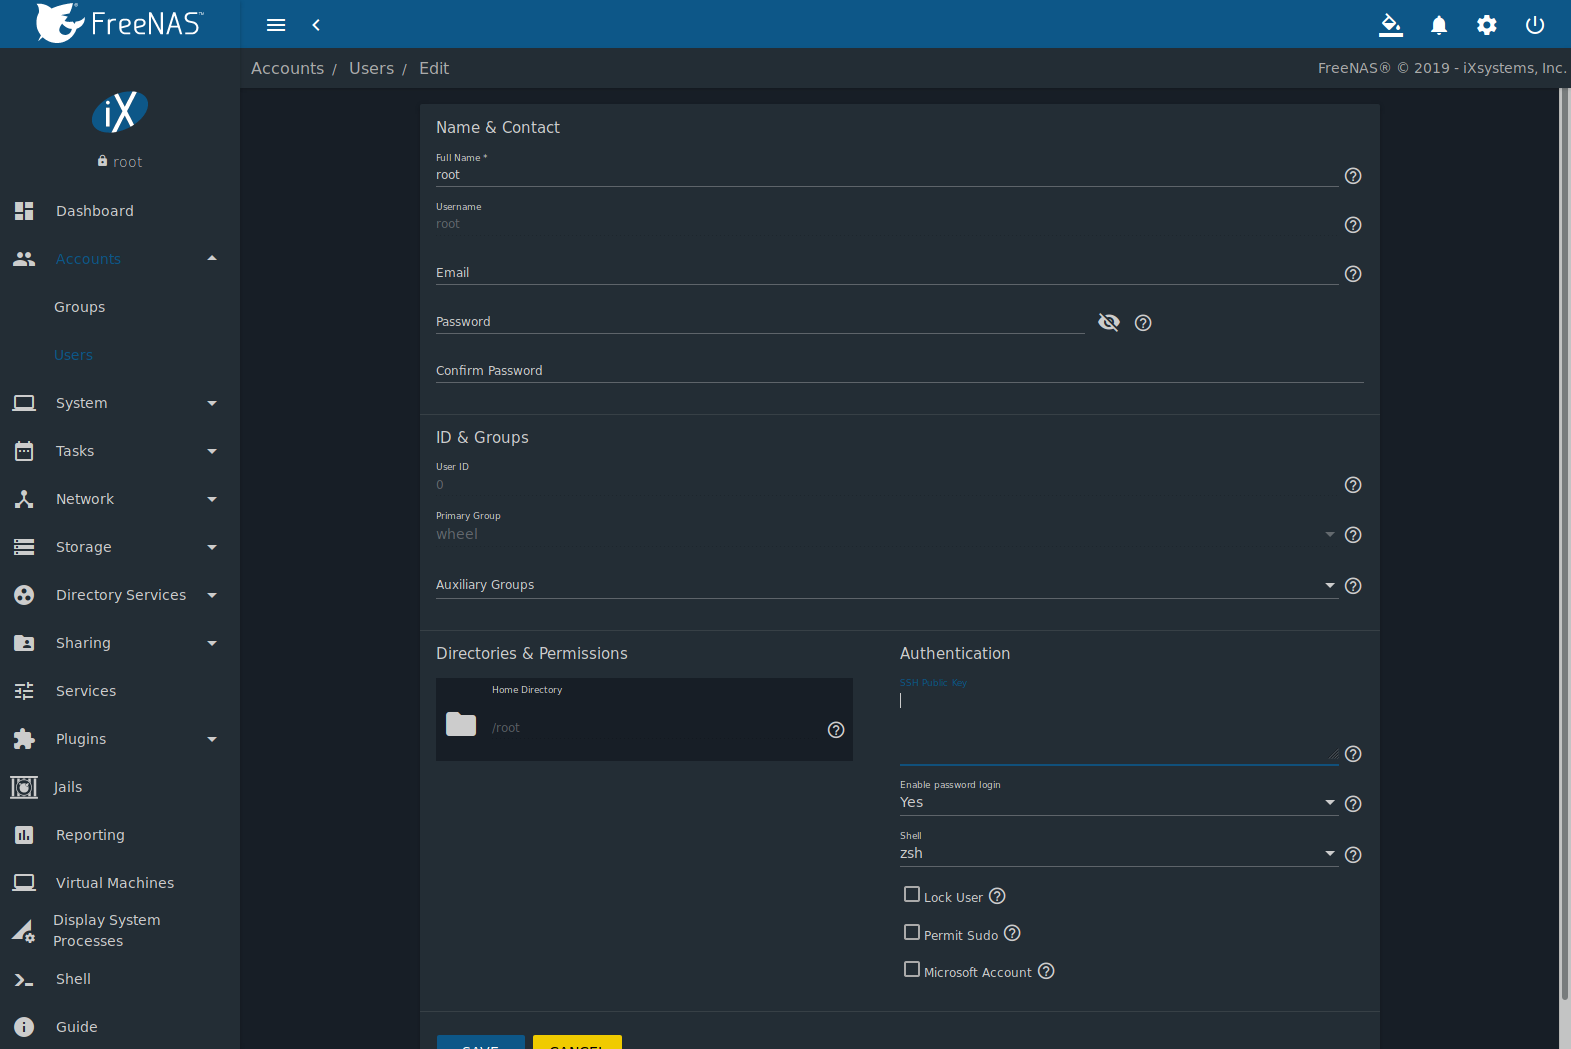 FreeNAS™
Accounts / Users / Edit
FreeNAS® © 2019 - iXsystems, Inc.
iX
root
Dashboard
Accounts
Groups
Users
System
Tasks
Network
Storage
Directory Services
Sharing
Services
Plugins
Jails
Reporting
Virtual Machines
Display System
Processes
Shell
Guide
Name & Contact
Full Name *
root
Username
root
Email
Password
Confirm Password
ID & Groups
User ID
0
Primary Group
wheel
Auxiliary Groups
Directories & Permissions
Home Directory
/root
Authentication
SSH Public Key
Enable password login
Yes
Shell
zsh
Lock User
Permit Sudo
Microsoft Account
SAVE CANCEL